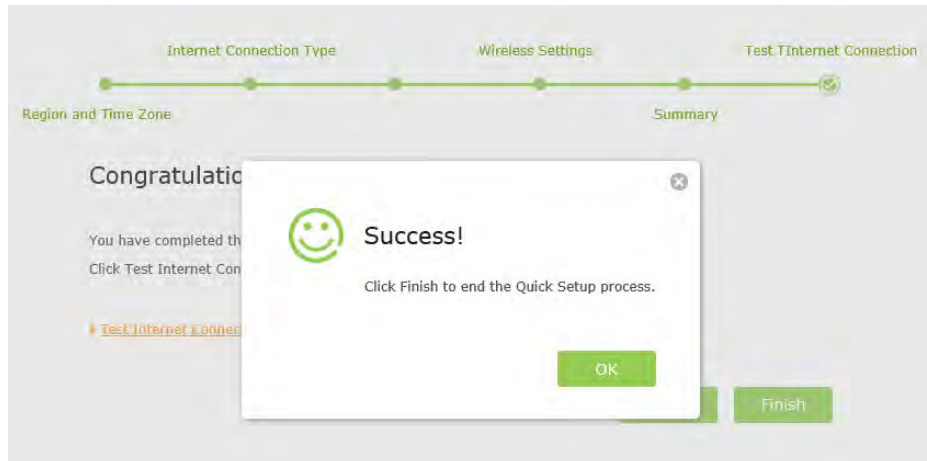 Internet Connection Type Wireless Settings Test TInternet Connection
Region and Time Zone Summary
Congratulatio
Success!
You have completed th
Click Test Internet Con
Click Finish to end the Quick Setup process.
Test Internet Connec
OK
Finish